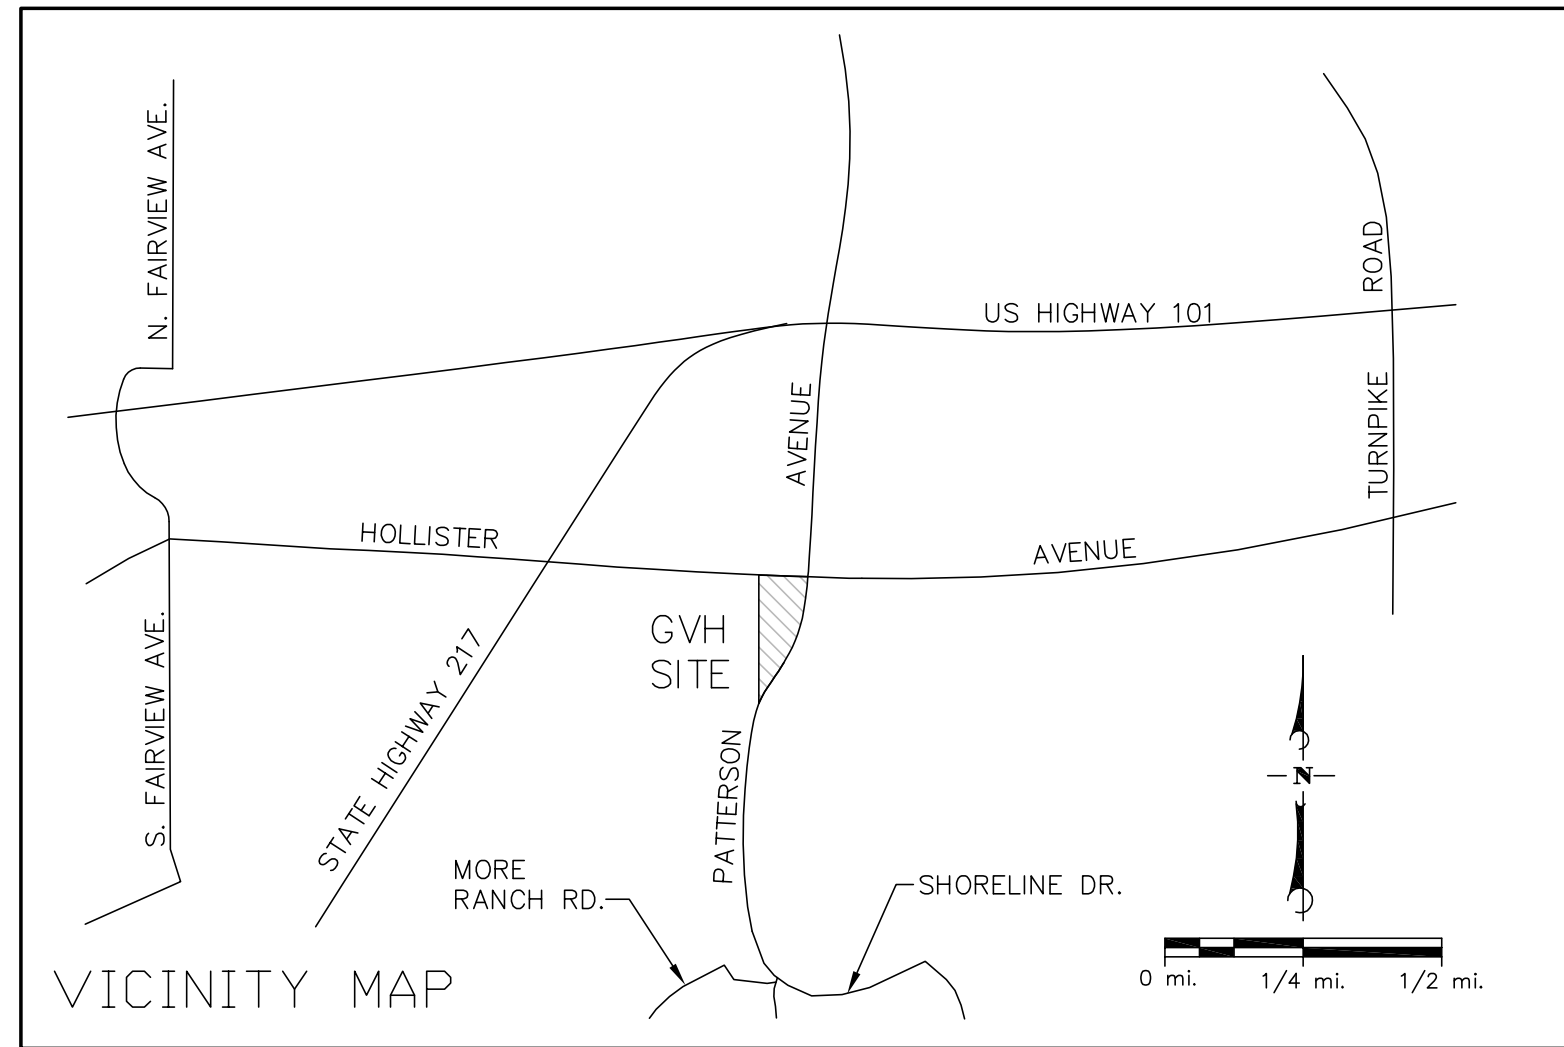 N. FAIRVIEW AVE.
ROAD
US HIGHWAY 101
AVENUE
TURNPIKE
HOLLISTER
AVENUE
GVH
SITE
S. FAIRVIEW AVE.
STATE HIGHWAY 217
PATTERSON
N
MORE
RANCH RD.
SHORELINE DR.
VICINITY MAP
0 mi.
1/4 mi.
1/2 mi.